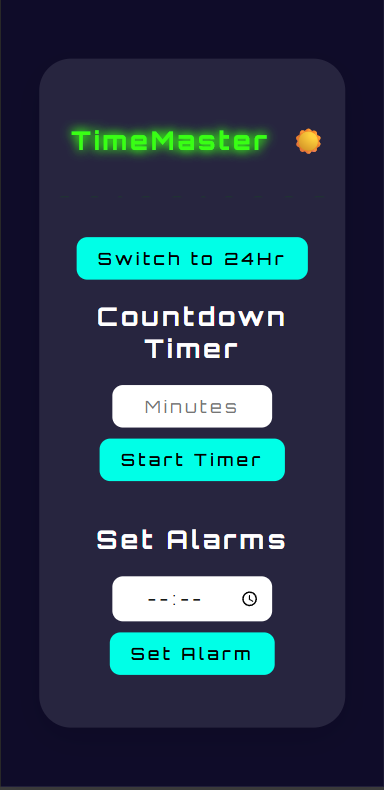 TimeMaster
Switch to 24Hr
Countdown
Timer
Minutes
Start Timer
Set Alarms
--:--
Set Alarm